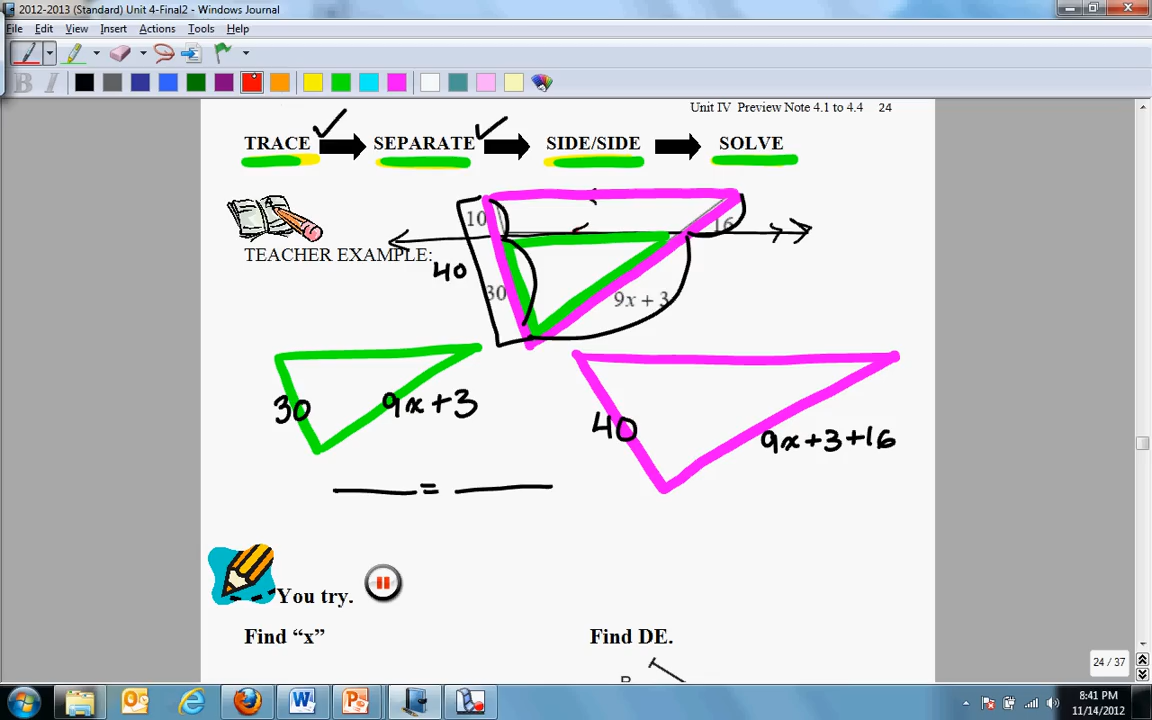 2012-2013 (Standard) Unit 4-Final2 - Windows Journal
File Edit View Insert Actions Tools Help
B I
Unit IV Preview Note 4.1 to 4.4 24
TRACE SEPARATE SIDE/SIDE SOLVE
10 16
TEACHER EXAMPLE:
40
30 9x + 3
30 9x+3
40 9x+3+16
____ = ____
You try.
Find “x” Find DE.
24 / 37
8:41 PM
11/14/2012